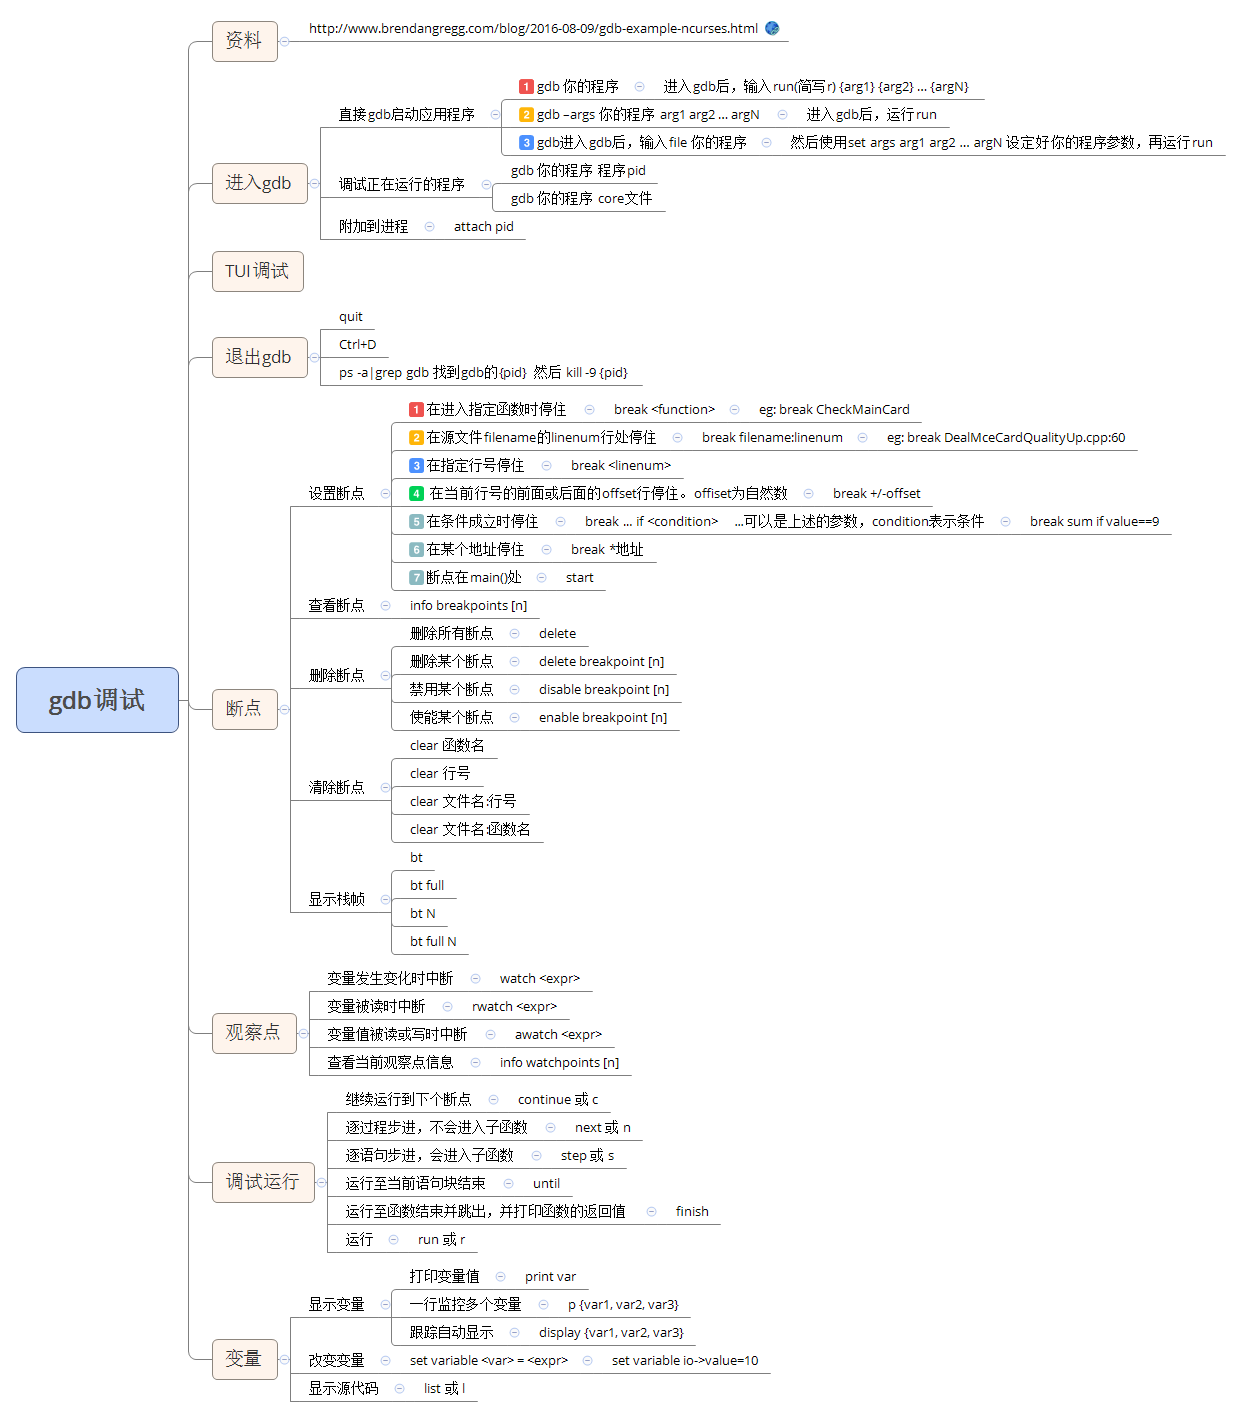 gdb调试
资料
http://www.brendangregg.com/blog/2016-08-09/gdb-example-ncurses.html
进入gdb
直接gdb启动应用程序
1 gdb 你的程序 进入gdb后，输入run(简写r) {arg1} {arg2} ... {argN}
2 gdb –args 你的程序 arg1 arg2 ... argN 进入gdb后，运行run
3 gdb进入gdb后，输入file 你的程序 然后使用set args arg1 arg2 ... argN 设定好你的程序参数，再运行run
调试正在运行的程序
gdb 你的程序 程序pid
gdb 你的程序 core文件
附加到进程 attach pid
TUI调试
退出gdb
quit
Ctrl+D
ps -a|grep gdb 找到gdb的{pid} 然后 kill -9 {pid}
断点
设置断点
1 在进入指定函数时停住 break <function> eg: break CheckMainCard
2 在源文件filename的linenum行处停住 break filename:linenum eg: break DealMceCardQualityUp.cpp:60
3 在指定行号停住 break <linenum>
4 在当前行号的前面或后面的offset行停住。offiset为自然数 break +/-offset
5 在条件成立时停住 break ... if <condition> ...可以是上述的参数，condition表示条件 break sum if value==9
6 在某个地址停住 break *地址
7 断点在main()处 start
查看断点 info breakpoints [n]
删除断点
删除所有断点 delete
删除某个断点 delete breakpoint [n]
禁用某个断点 disable breakpoint [n]
使能某个断点 enable breakpoint [n]
清除断点
clear 函数名
clear 行号
clear 文件名:行号
clear 文件名:函数名
显示栈帧
bt
bt full
bt N
bt full N
观察点
变量发生变化时中断 watch <expr>
变量被读时中断 rwatch <expr>
变量值被读或写时中断 awatch <expr>
查看当前观察点信息 info watchpoints [n]
调试运行
继续运行到下个断点 continue 或 c
逐过程步进，不会进入子函数 next 或 n
逐语句步进，会进入子函数 step 或 s
运行至当前语句块结束 until
运行至函数结束并跳出，并打印函数的返回值 finish
运行 run 或 r
变量
显示变量
打印变量值 print var
一行监控多个变量 p {var1, var2, var3}
跟踪自动显示 display {var1, var2, var3}
改变变量 set variable <var> = <expr> set variable io->value=10
显示源代码 list 或 l